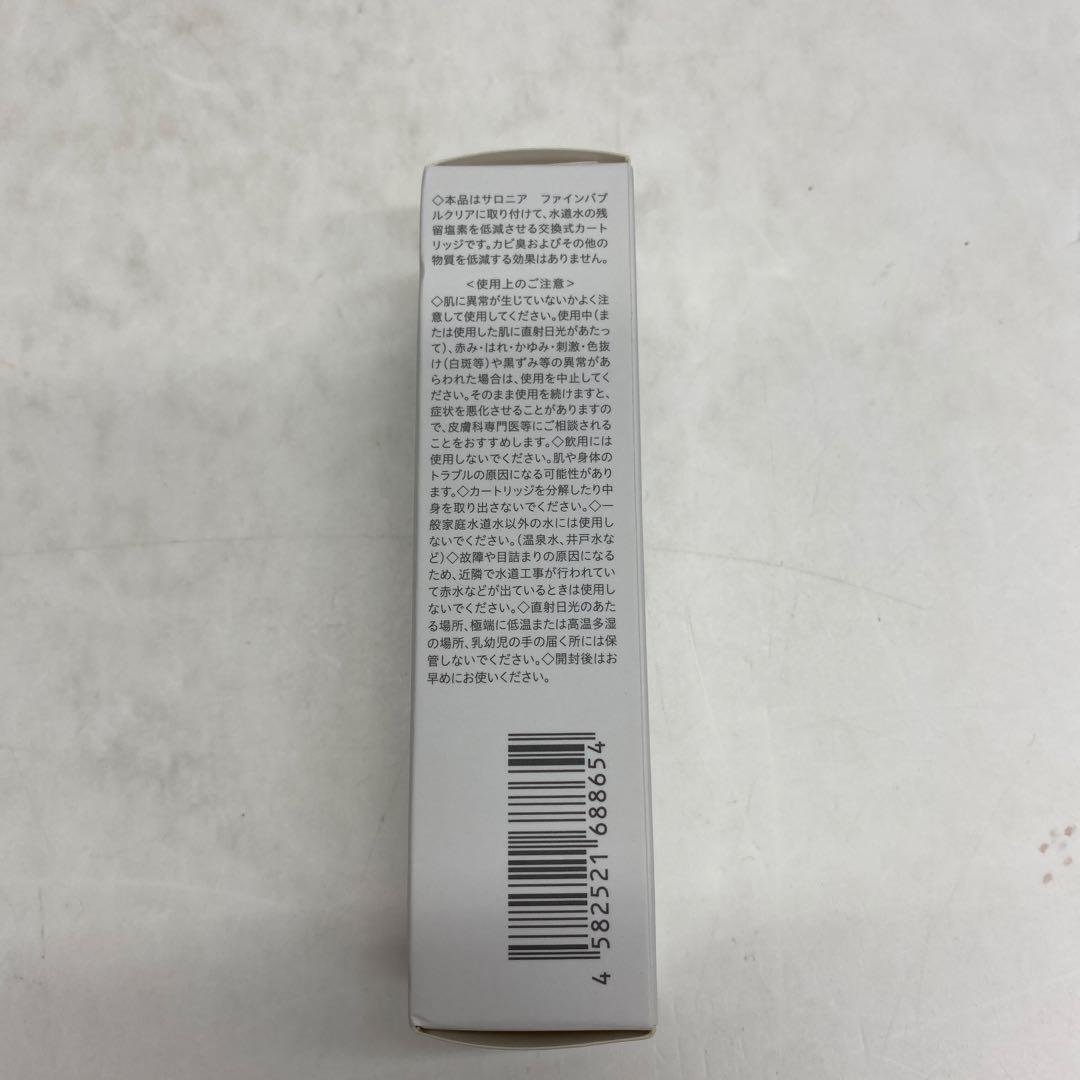 ◇本品はサロニア　ファインバブ
ルクリアに取り付けて、水道水の残
留塩素を低減させる交換式カート
リッジです。カビ臭およびその他の
物質を低減する効果はありません。
＜使用上のご注意＞
◇肌に異常が生じていないかよく注
意して使用してください。使用中（ま
たは使用した肌に直射日光があたっ
て）、赤み・はれ・かゆみ・刺激・色抜
け（白斑等）や黒ずみ等の異常があ
らわれた場合は、使用を中止してく
ださい。そのまま使用を続けますと、
症状を悪化させることがありますの
で、皮膚科専門医等にご相談される
ことをおすすめします。◇飲用には
使用しないでください。肌や身体の
トラブルの原因になる可能性があり
ます。◇カートリッジを分解したり中
身を取り出さないでください。◇一
般家庭水道水以外の水には使用し
ないでください。（温泉水、井戸水な
ど）◇故障や目詰まりの原因になる
ため、近隣で水道工事が行われてい
て赤水などが出ているときは使用し
ないでください。◇直射日光のあた
る場所、極端に低温または高温多湿
の場所、乳幼児の手の届く所には保
管しないでください。◇開封後はお
早めにお使いください。
4 582521 688654